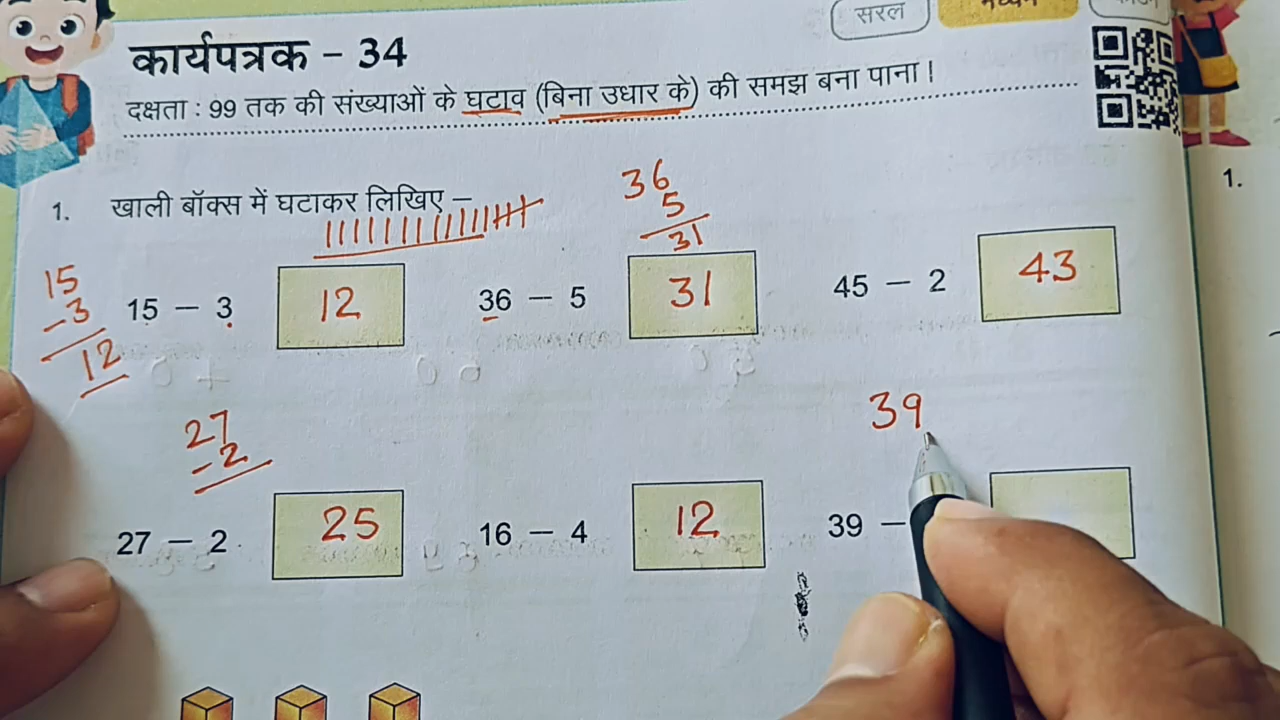 सरल
कार्यपत्रक - 34
दक्षता : 99 तक की संख्याओं के घटाव (बिना उधार के) की समझ बना पाना !
1.
1. खाली बॉक्स में घटाकर लिखिए -
36
5
31
15
-3
12
15 - 3 12
36 - 5 31
45 - 2 43
27
-2
39
27 - 2 25
16 - 4 12
39 -